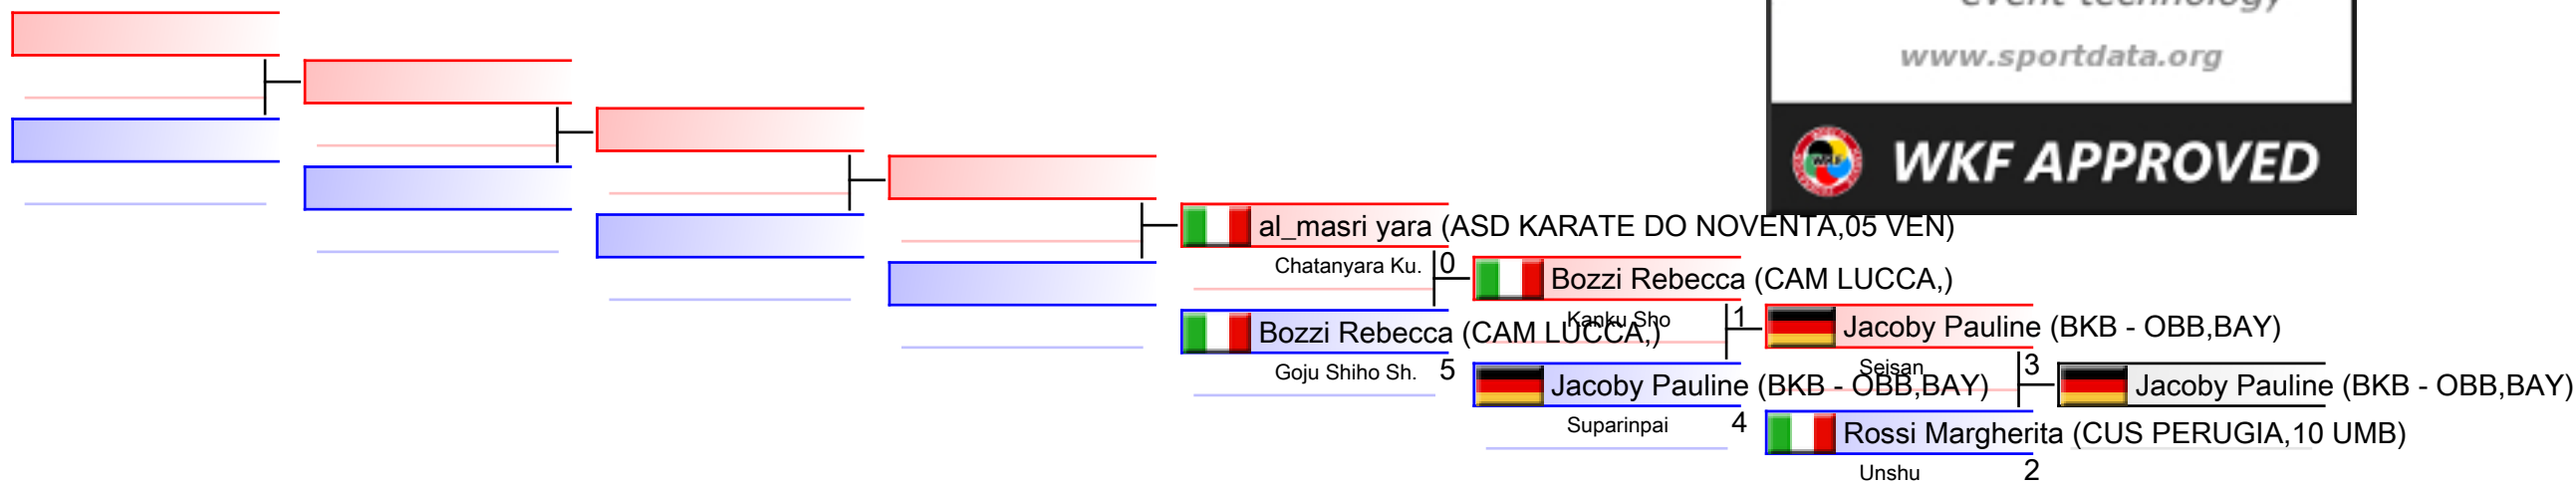 event technology
www.sportdata.org
WKF APPROVED
al_masri yara (ASD KARATE DO NOVENTA,05 VEN)
Chatanyara Ku. 0
Bozzi Rebecca (CAM LUCCA,)
Kanku Sho 1
Bozzi Rebecca (CAM LUCCA,)
Goju Shiho Sh. 5
Jacoby Pauline (BKB - OBB,BAY)
Seisan 3
Jacoby Pauline (BKB - OBB,BAY)
Suparinpai 4
Jacoby Pauline (BKB - OBB,BAY)
Rossi Margherita (CUS PERUGIA,10 UMB)
Unshu 2